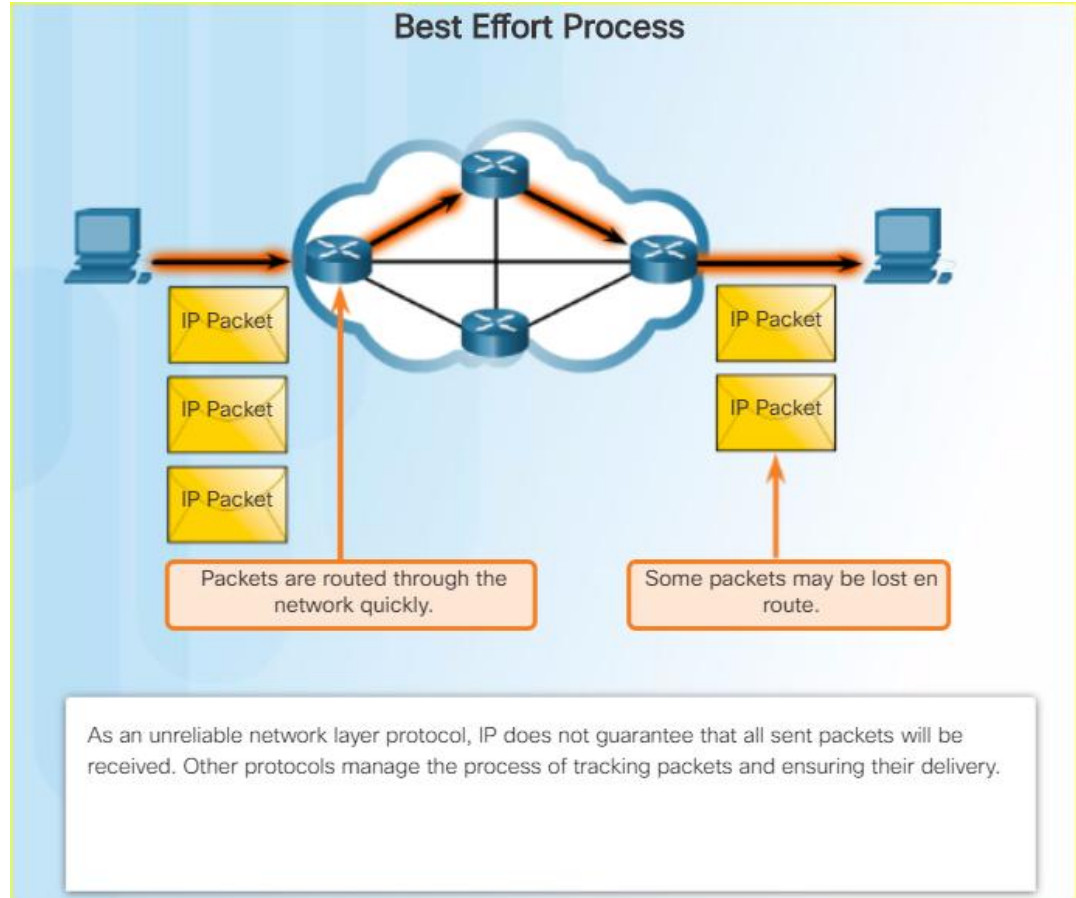 Best Effort Process
IP Packet
IP Packet
IP Packet
IP Packet
IP Packet
Packets are routed through the
network quickly.
Some packets may be lost en
route.
As an unreliable network layer protocol, IP does not guarantee that all sent packets will be
received. Other protocols manage the process of tracking packets and ensuring their delivery.